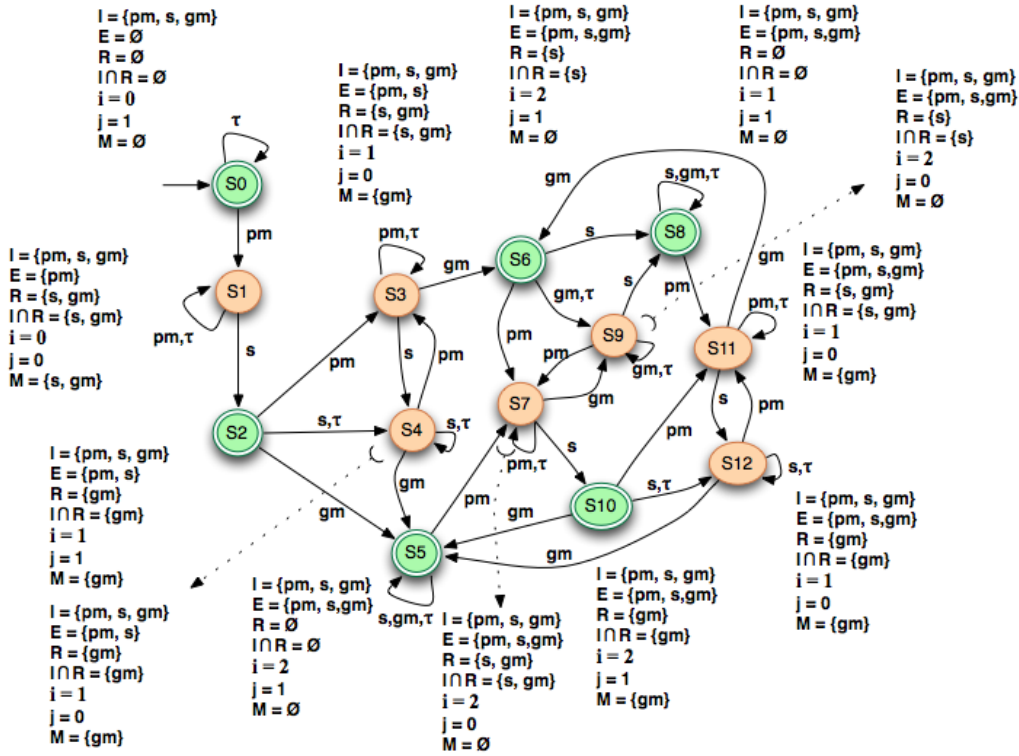 I = {pm, s, gm}
E = Ø
R = Ø
I∩R = Ø
i = 0
j = 1
M = Ø
I = {pm, s, gm}
E = {pm, s}
R = {s, gm}
I∩R = {s, gm}
i = 1
j = 0
M = {gm}
I = {pm, s, gm}
E = {pm, s,gm}
R = {s}
I∩R = {s}
i = 2
j = 1
M = Ø
I = {pm, s, gm}
E = {pm, s,gm}
R = Ø
I∩R = Ø
i = 1
j = 1
M = Ø
I = {pm, s, gm}
E = {pm, s,gm}
R = {s}
I∩R = {s}
i = 2
j = 0
M = Ø
I = {pm, s, gm}
E = {pm}
R = {s, gm}
I∩R = {s, gm}
i = 0
j = 0
M = {s, gm}
τ
S0
pm
S1
pm,τ
s
S2
pm
s,τ
gm
pm,τ
S3
gm
s
pm
S4
s,τ
gm
S5
s,gm,τ
pm
S6
s
gm,τ
pm
gm
s,gm,τ
S8
pm
s
S9
gm,τ
pm
gm
S7
pm,τ
s
S10
gm
pm
s,τ
gm
S11
pm,τ
s
pm
S12
s,τ
gm
I = {pm, s, gm}
E = {pm, s,gm}
R = {s, gm}
I∩R = {s, gm}
i = 1
j = 0
M = {gm}
I = {pm, s, gm}
E = {pm, s}
R = {gm}
I∩R = {gm}
i = 1
j = 1
M = {gm}
I = {pm, s, gm}
E = {pm, s}
R = {gm}
I∩R = {gm}
i = 1
j = 0
M = {gm}
I = {pm, s, gm}
E = {pm, s,gm}
R = Ø
I∩R = Ø
i = 2
j = 1
M = Ø
I = {pm, s, gm}
E = {pm, s,gm}
R = {s, gm}
I∩R = {s, gm}
i = 2
j = 0
M = Ø
I = {pm, s, gm}
E = {pm, s,gm}
R = {gm}
I∩R = {gm}
i = 2
j = 1
M = {gm}
I = {pm, s, gm}
E = {pm, s,gm}
R = {gm}
I∩R = {gm}
i = 1
j = 0
M = {gm}